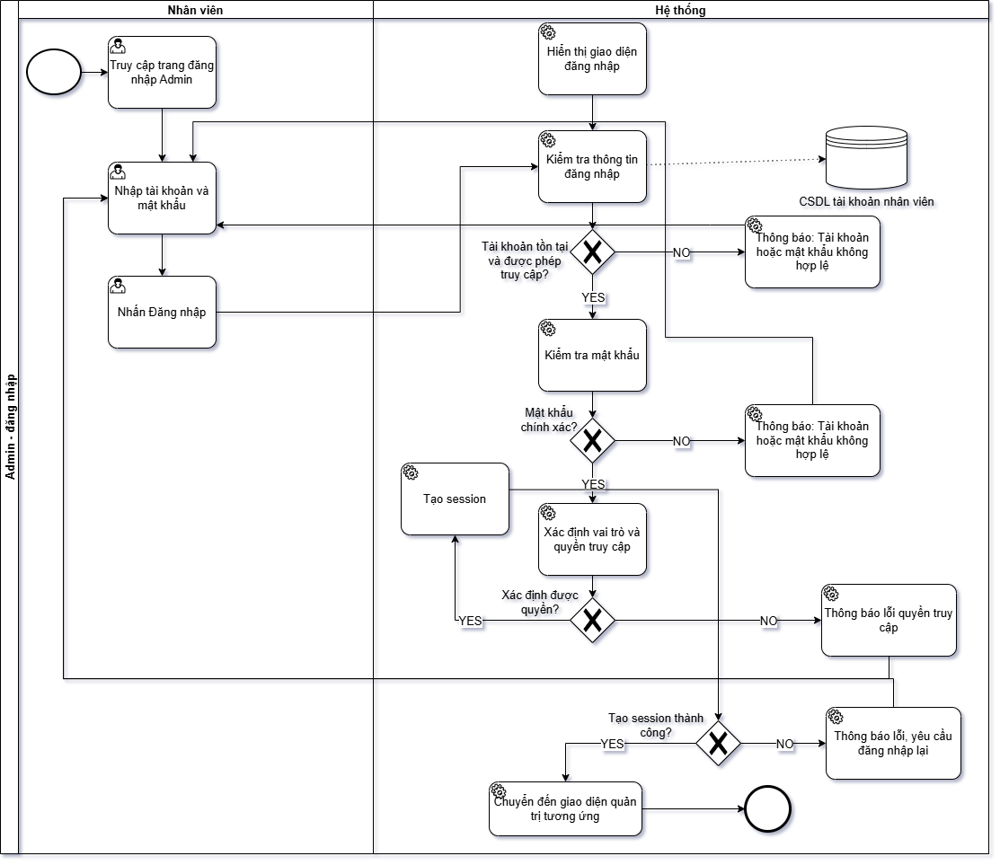 Nhân viên
Hệ thống
Admin - đăng nhập
Truy cập trang đăng
nhập Admin
Hiển thị giao diện
đăng nhập
Nhập tài khoản và
mật khẩu
Kiểm tra thông tin
đăng nhập
CSDL tài khoản nhân viên
Tài khoản tồn tại
và được phép
truy cập?
NO
Thông báo: Tài khoản
hoặc mật khẩu không
hợp lệ
YES
Nhấn Đăng nhập
Kiểm tra mật khẩu
Mật khẩu
chính xác?
NO
Thông báo: Tài khoản
hoặc mật khẩu không
hợp lệ
YES
Tạo session
Xác định vai trò và
quyền truy cập
Xác định được
quyền?
YES
NO
Thông báo lỗi quyền truy
cập
Tạo session thành
công?
YES
NO
Thông báo lỗi, yêu cầu
đăng nhập lại
Chuyển đến giao diện quản
trị tương ứng